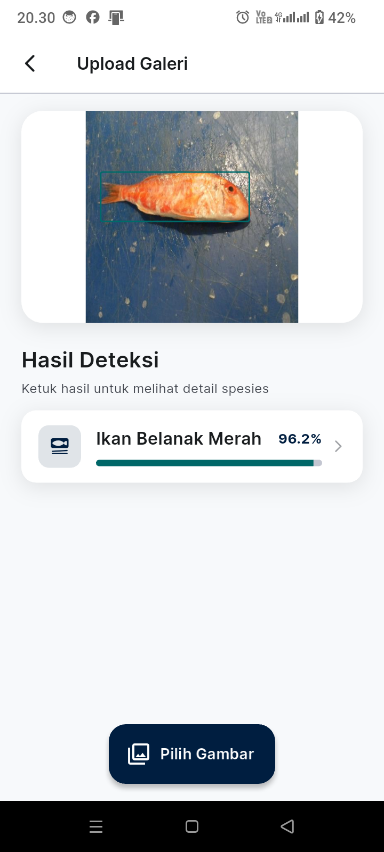 20.30 42%
Upload Galeri
Hasil Deteksi
Ketuk hasil untuk melihat detail spesies
Ikan Belanak Merah 96.2%
Pilih Gambar